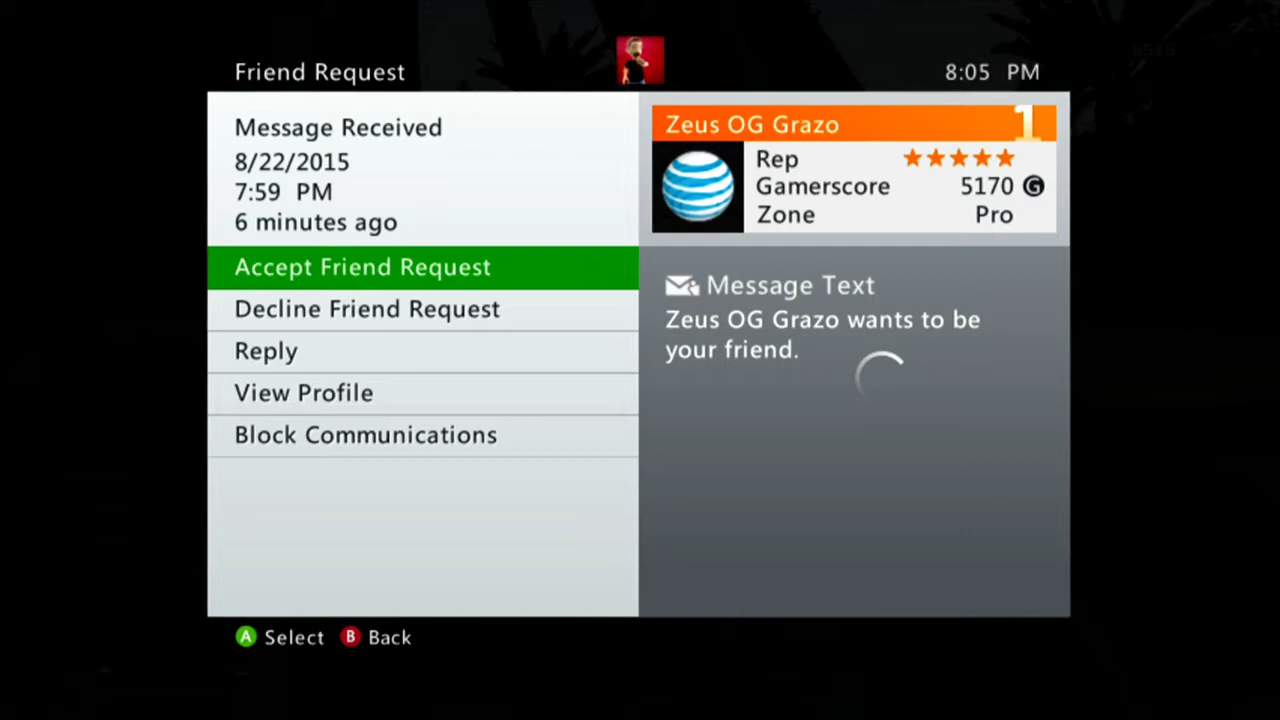 Friend Request
8:05 PM
Message Received
8/22/2015
7:59 PM
6 minutes ago
Accept Friend Request
Decline Friend Request
Reply
View Profile
Block Communications
Zeus OG Grazo
1
Rep
Gamerscore 5170 G
Zone Pro
Message Text
Zeus OG Grazo wants to be
your friend.
A Select B Back